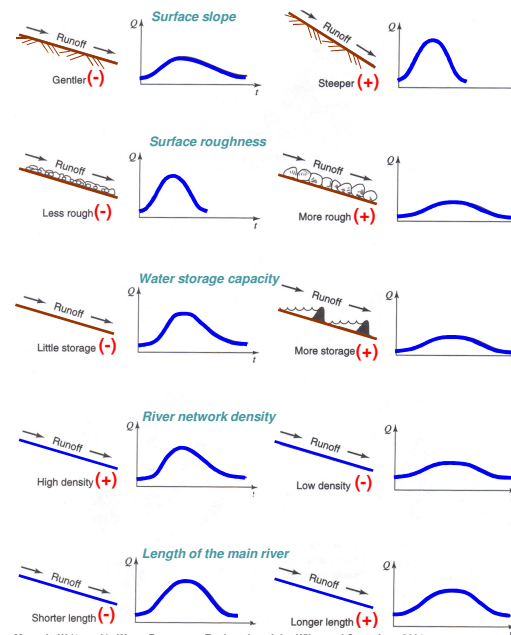 Surface slope
Runoff
Gentler (-)
Q
t
Runoff
Steeper (+)
Q
Surface roughness
Runoff
Less rough (-)
Q
t
Runoff
More rough (+)
Q
Water storage capacity
Runoff
Little storage (-)
Q
t
Runoff
More storage (+)
Q
River network density
Runoff
High density (+)
Q
t
Runoff
Low density (-)
Q
Length of the main river
Runoff
Shorter length (-)
Q
t
Runoff
Longer length (+)
Q